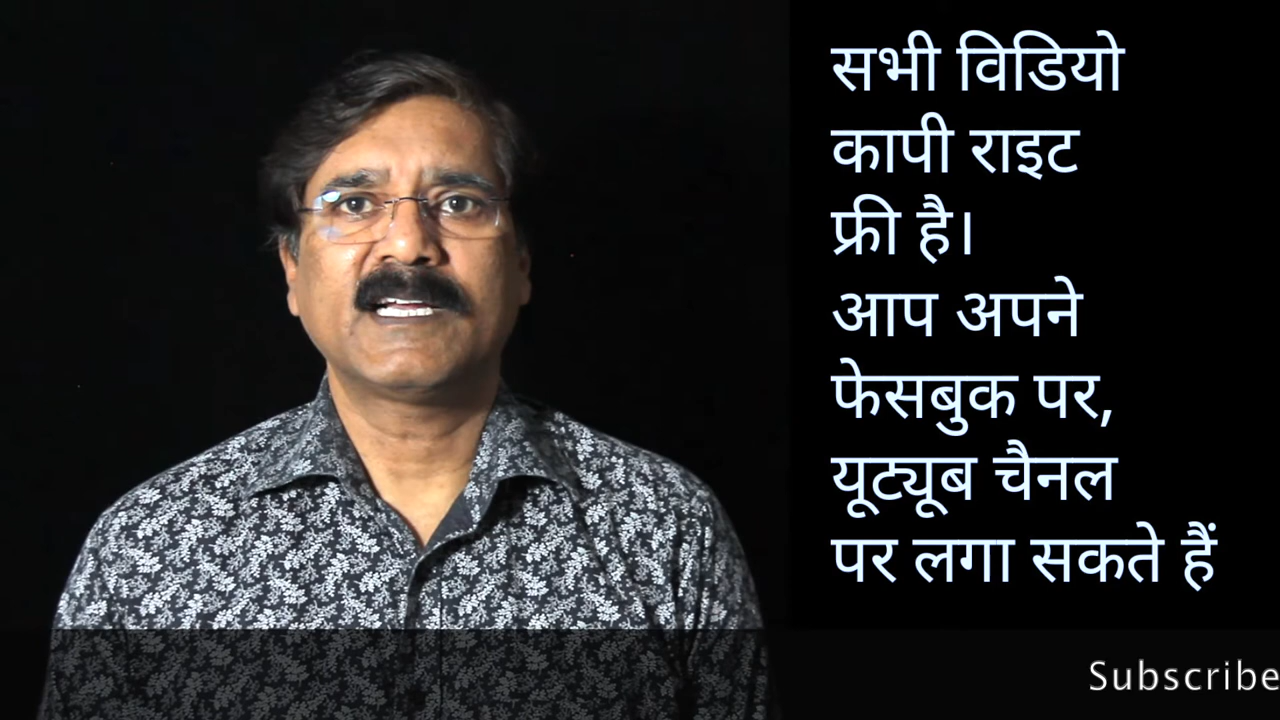 सभी विडियो
कापी राइट
फ्री है।
आप अपने
फेसबुक पर,
यूट्यूब चैनल
पर लगा सकते हैं
Subscribe